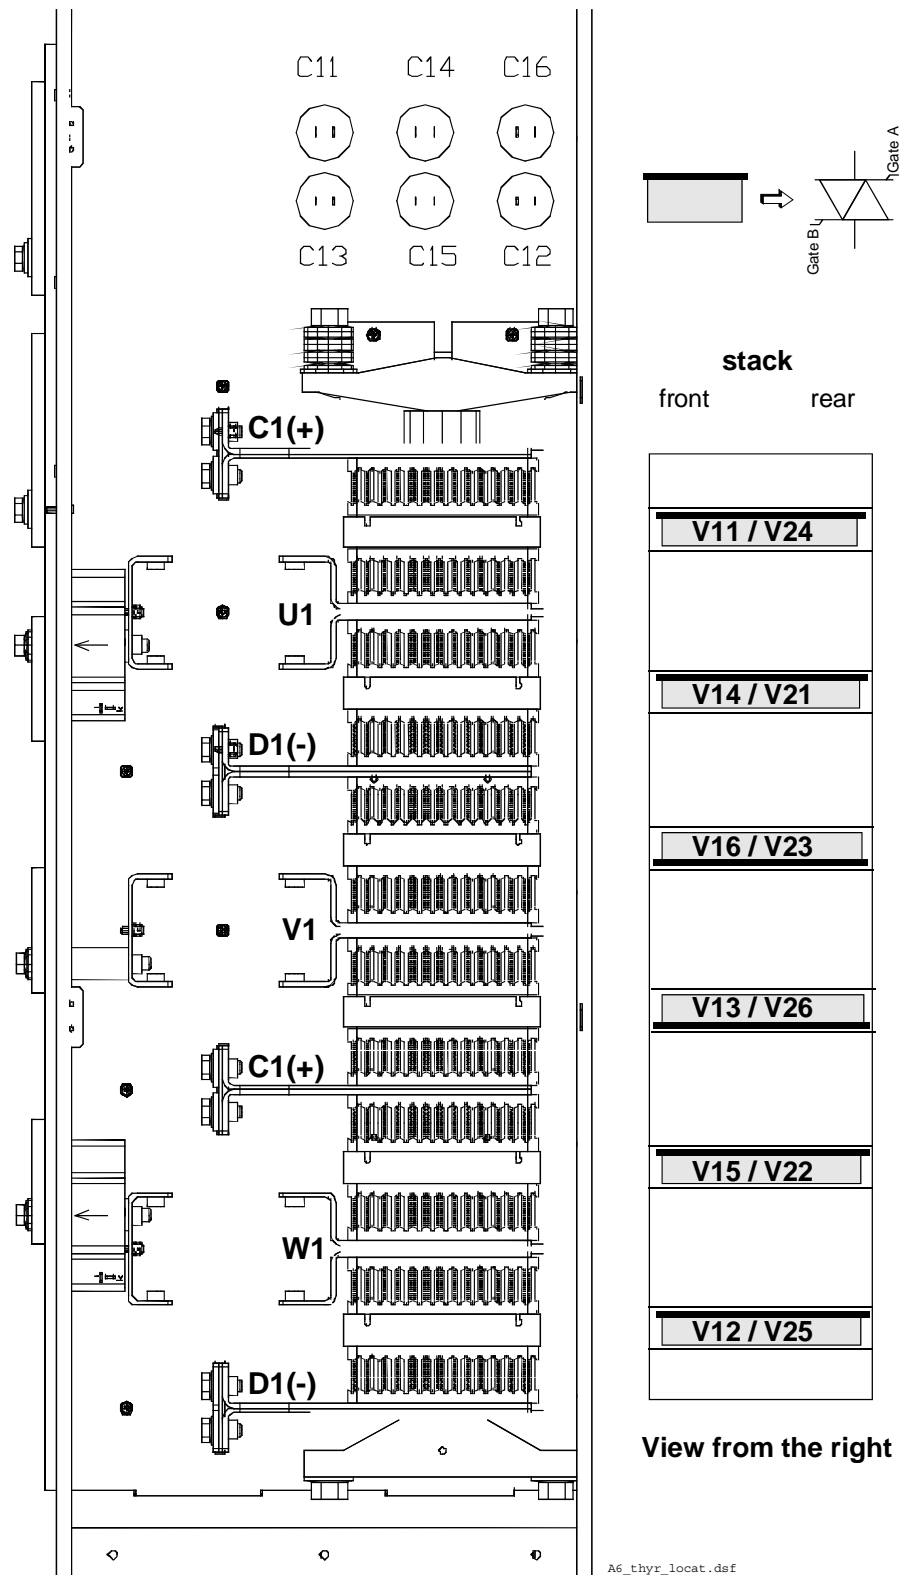 C11 C14 C16
C13 C15 C12
Gate A
Gate B
stack
front rear
C1(+)
V11 / V24
U1
V14 / V21
D1(-)
V16 / V23
V1
V13 / V26
C1(+)
V15 / V22
W1
V12 / V25
D1(-)
View from the right
A6_thyr_locat.dsf